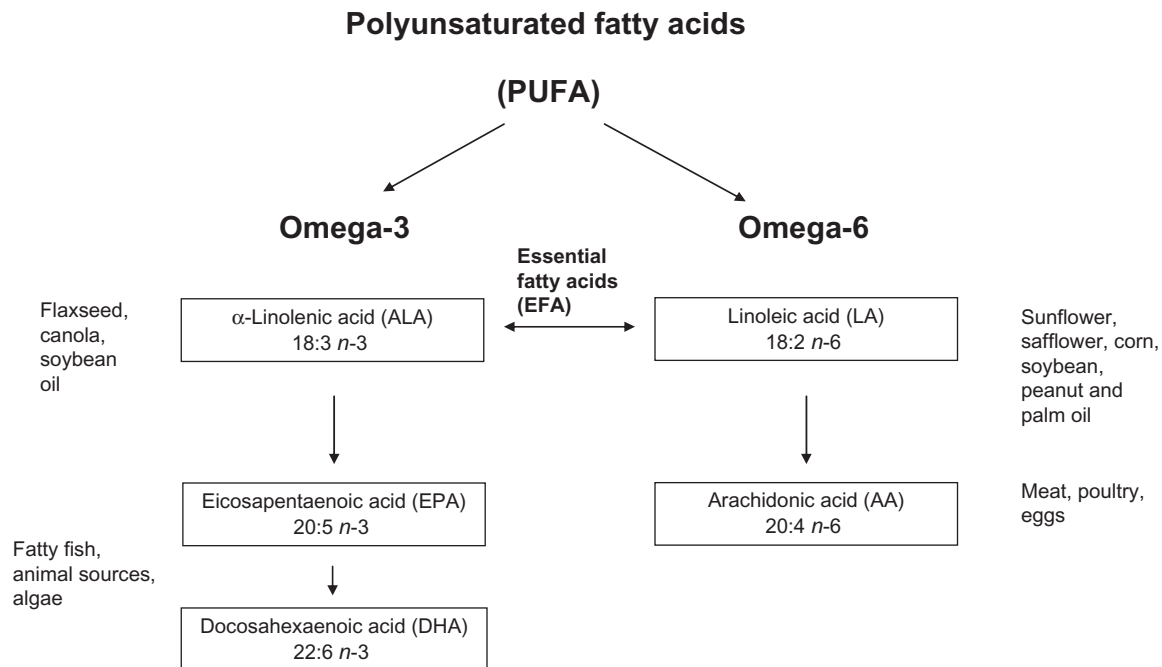 Polyunsaturated fatty acids
(PUFA)
Omega-3
Omega-6
Essential
fatty acids
(EFA)
Flaxseed,
canola,
soybean
oil
α-Linolenic acid (ALA)
18:3 n-3
Linoleic acid (LA)
18:2 n-6
Sunflower,
safflower, corn,
soybean,
peanut and
palm oil
Eicosapentaenoic acid (EPA)
20:5 n-3
Arachidonic acid (AA)
20:4 n-6
Meat, poultry,
eggs
Fatty fish,
animal sources,
algae
Docosahexaenoic acid (DHA)
22:6 n-3